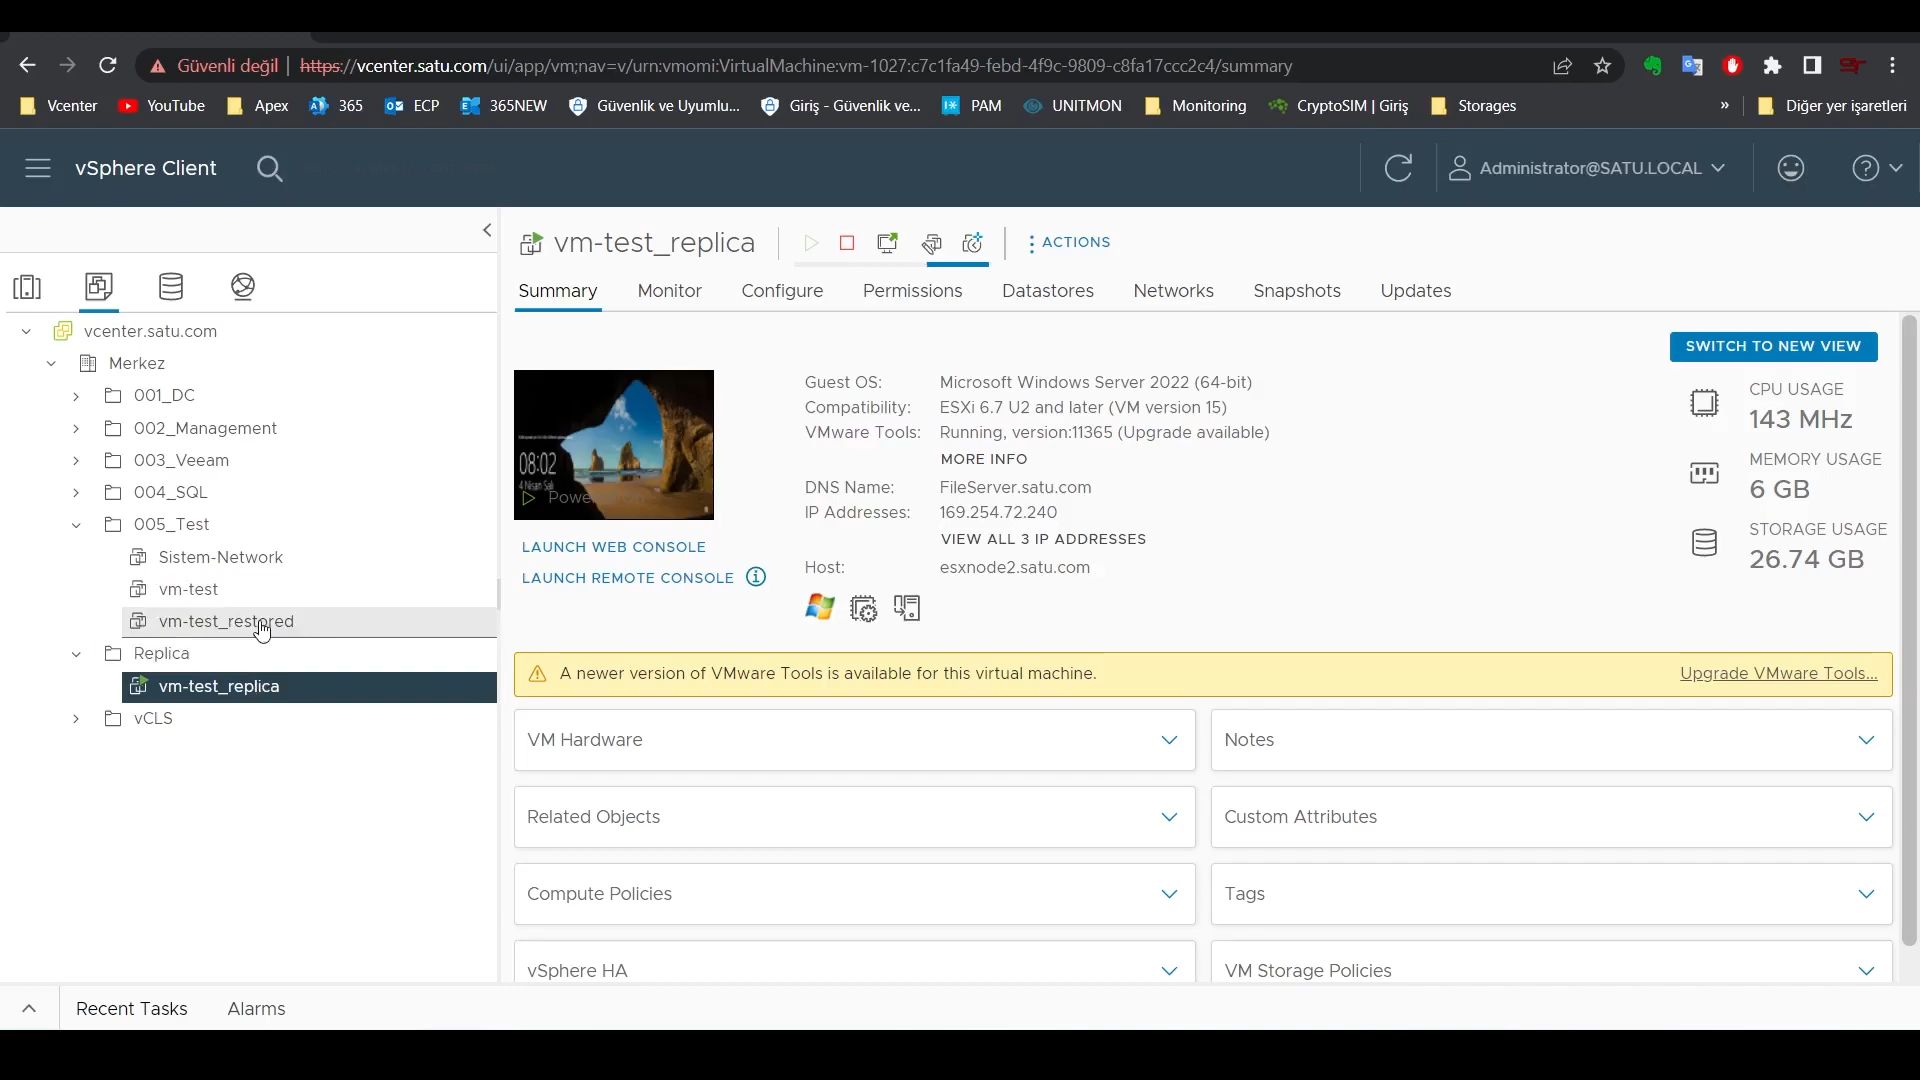 Güvenli değil
https://vcenter.satu.com/ui/app/vm;nav=v/urn:vmomi:VirtualMachine:vm-1027:c7c1fa49-febd-4f9c-9809-c8fa17ccc2c4/summary
Vcenter YouTube Apex 365 ECP 365NEW Güvenlik ve Uyumlu... Giriş - Güvenlik ve... PAM UNITMON Monitoring CryptoSIM | Giriş Storages » Diğer yer işaretleri
vSphere Client
Administrator@SATU.LOCAL
vcenter.satu.com
Merkez
001_DC
002_Management
003_Veeam
004_SQL
005_Test
Sistem-Network
vm-test
vm-test_restored
Replica
vm-test_replica
vCLS
vm-test_replica
ACTIONS
Summary Monitor Configure Permissions Datastores Networks Snapshots Updates
SWITCH TO NEW VIEW
08:02
4 Nisan Salı
LAUNCH WEB CONSOLE
LAUNCH REMOTE CONSOLE
Guest OS: Microsoft Windows Server 2022 (64-bit)
Compatibility: ESXi 6.7 U2 and later (VM version 15)
VMware Tools: Running, version:11365 (Upgrade available)
MORE INFO
DNS Name: FileServer.satu.com
IP Addresses: 169.254.72.240
VIEW ALL 3 IP ADDRESSES
Host: esxnode2.satu.com
CPU USAGE
143 MHz
MEMORY USAGE
6 GB
STORAGE USAGE
26.74 GB
A newer version of VMware Tools is available for this virtual machine. Upgrade VMware Tools...
VM Hardware
Notes
Related Objects
Custom Attributes
Compute Policies
Tags
vSphere HA
VM Storage Policies
Recent Tasks Alarms